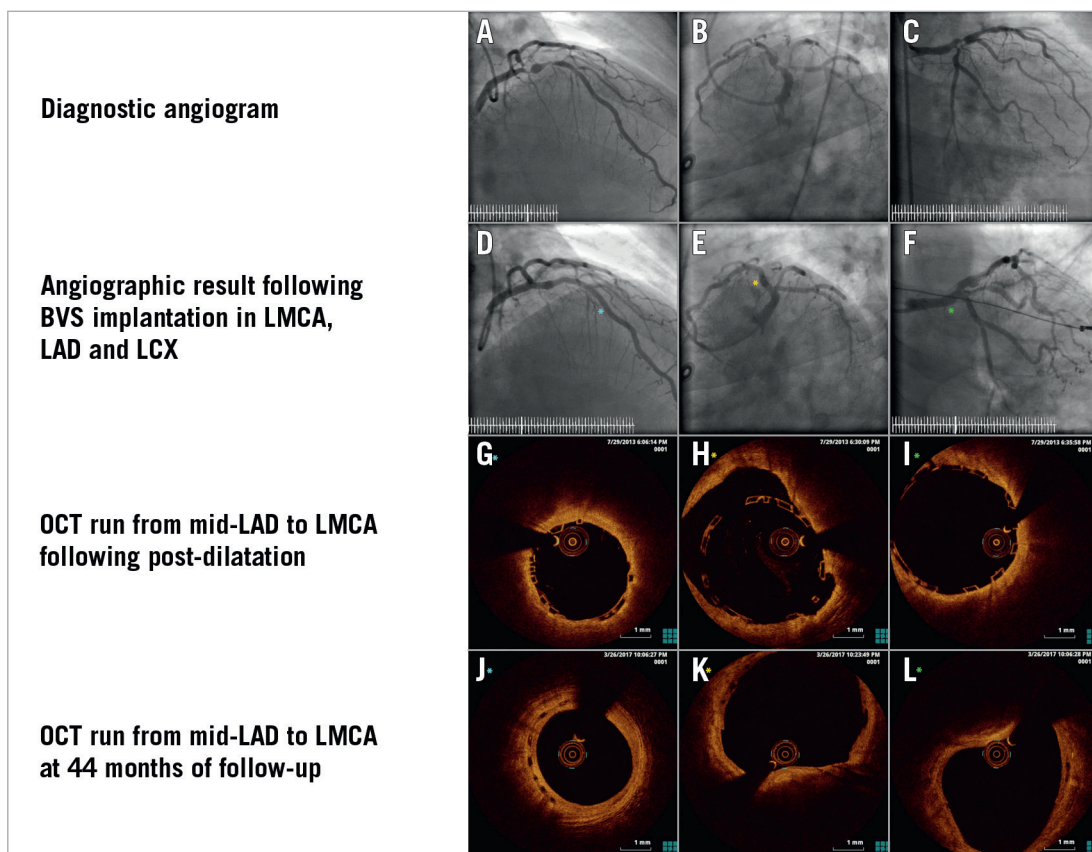 A
B
C
Diagnostic angiogram
D
E
*
*
F
*
Angiographic result following
BVS implantation in LMCA,
LAD and LCX
7/29/2013 6:06:14 PM
0001
G*
1 mm
7/29/2013 6:30:09 PM
0001
H*
1 mm
7/29/2013 6:35:58 PM
0001
I*
1 mm
OCT run from mid-LAD to LMCA
following post-dilatation
3/26/2017 10:06:27 PM
0001
J*
1 mm
3/26/2017 10:23:49 PM
0001
K*
1 mm
3/26/2017 10:06:28 PM
0001
L*
1 mm
OCT run from mid-LAD to LMCA
at 44 months of follow-up